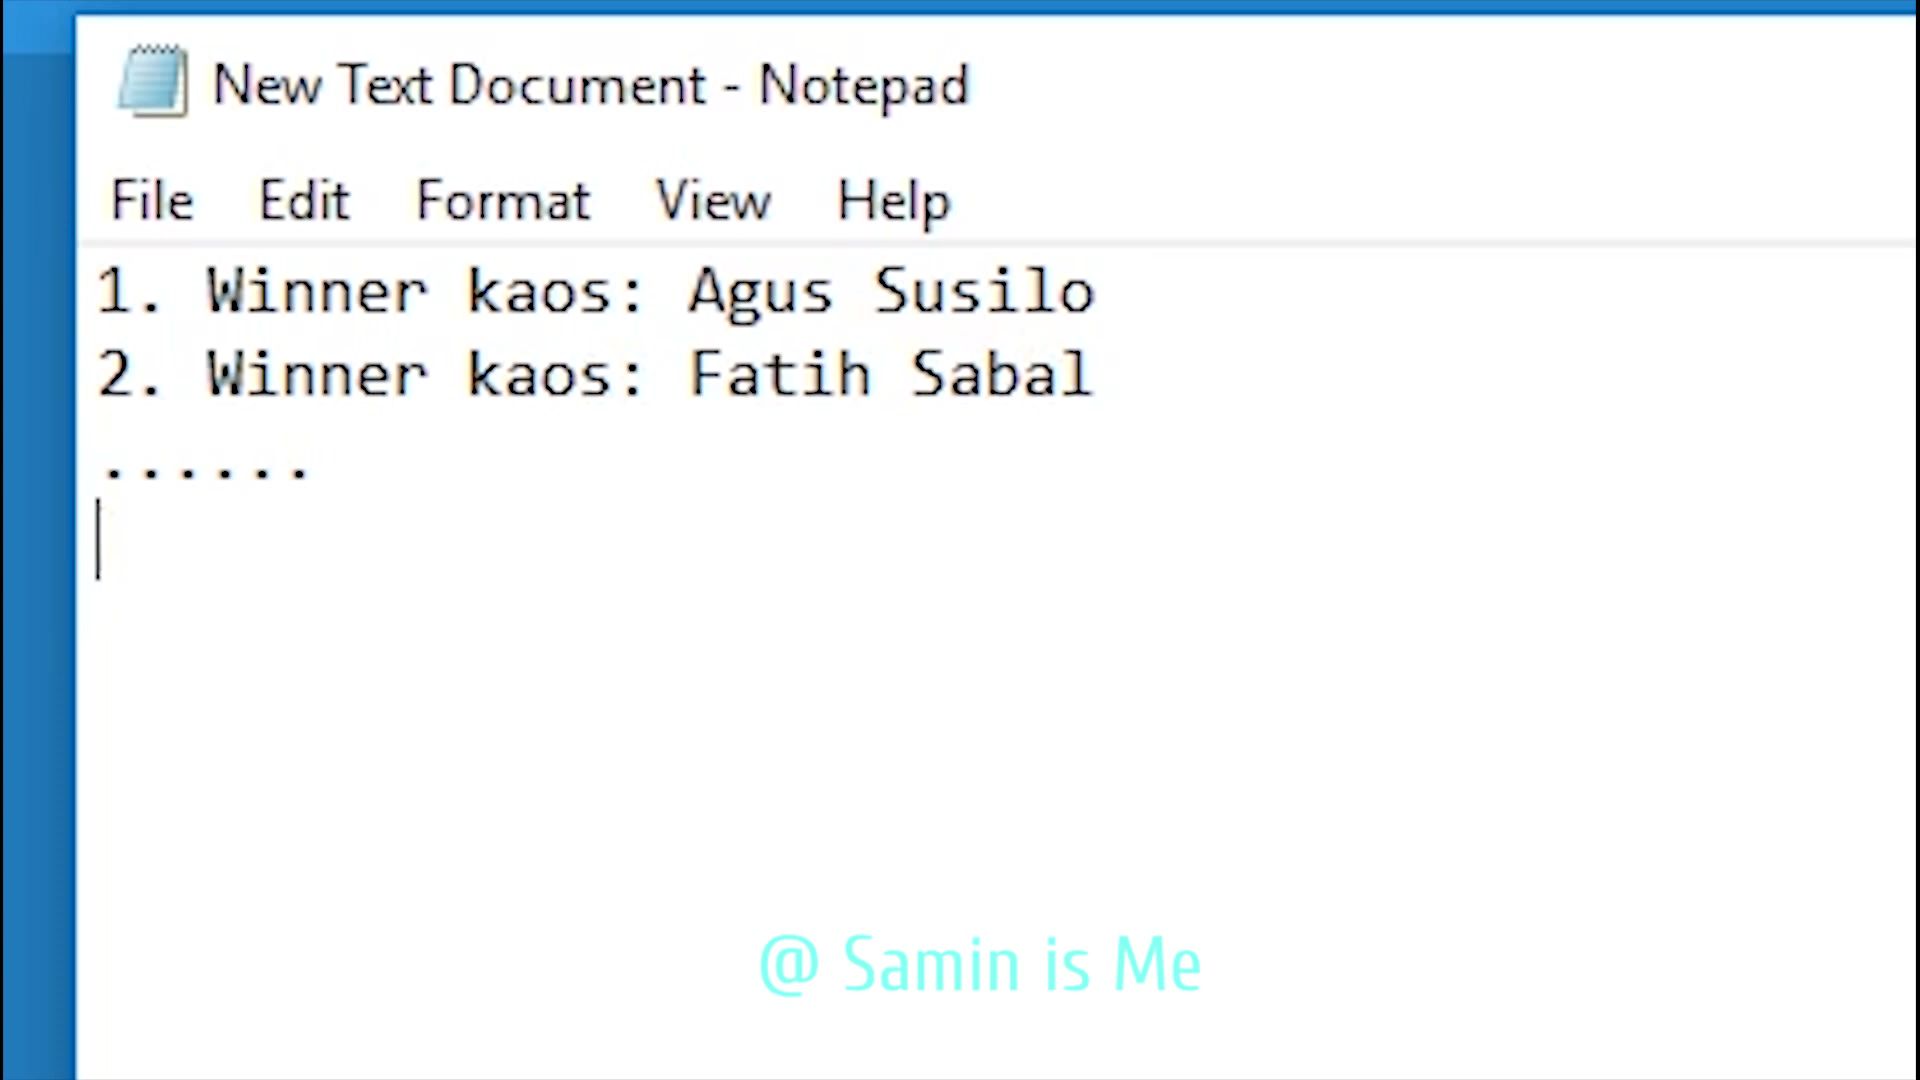 New Text Document - Notepad
File Edit Format View Help
1. Winner kaos: Agus Susilo
2. Winner kaos: Fatih Sabal
......
@ Samin is Me